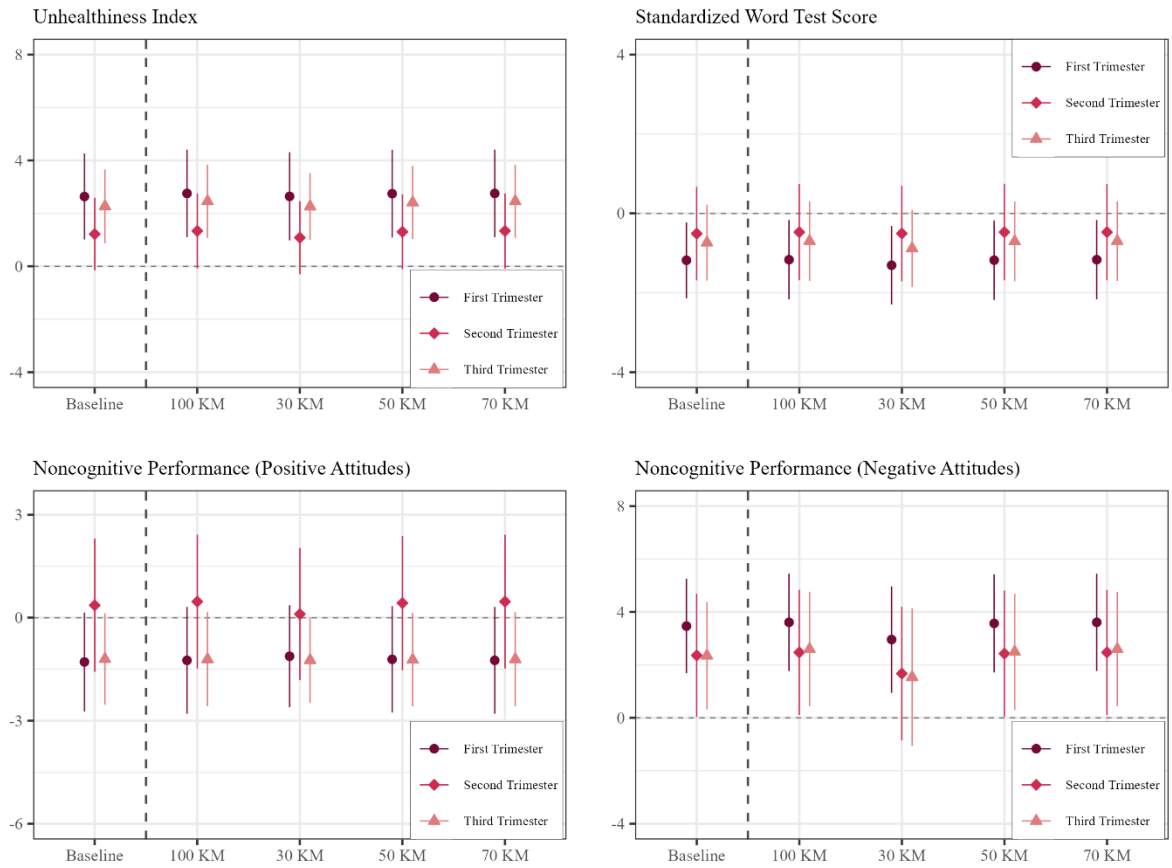 Unhealthiness Index
8
4
0
-4
First Trimester
Second Trimester
Third Trimester
Baseline 100 KM 30 KM 50 KM 70 KM
Standardized Word Test Score
4
0
-4
First Trimester
Second Trimester
Third Trimester
Baseline 100 KM 30 KM 50 KM 70 KM
Noncognitive Performance (Positive Attitudes)
3
0
-3
-6
First Trimester
Second Trimester
Third Trimester
Baseline 100 KM 30 KM 50 KM 70 KM
Noncognitive Performance (Negative Attitudes)
8
4
0
-4
First Trimester
Second Trimester
Third Trimester
Baseline 100 KM 30 KM 50 KM 70 KM